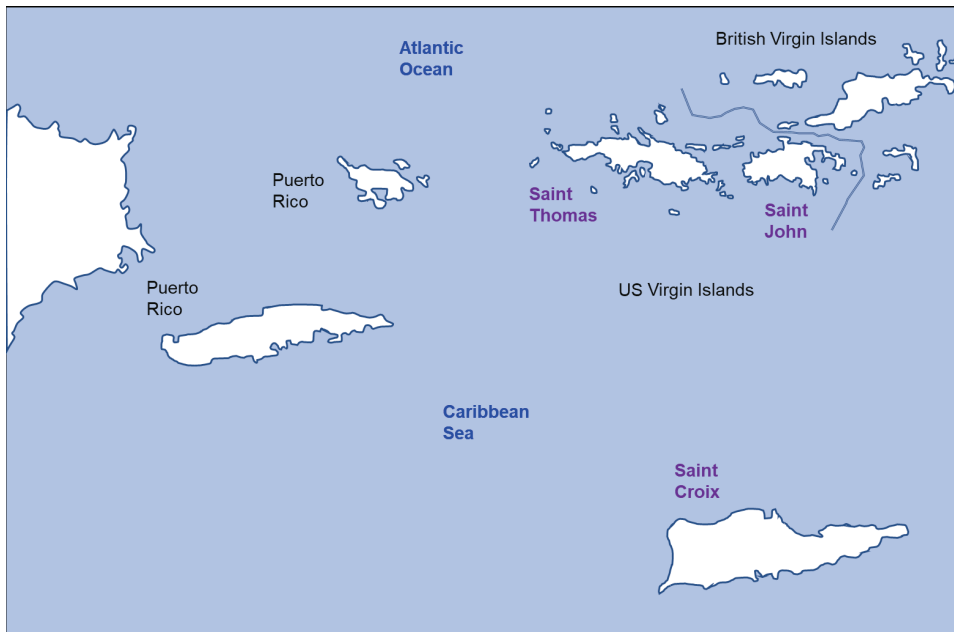 British Virgin Islands
Atlantic
Ocean
Puerto
Rico
Saint
Thomas
Saint
John
Puerto
Rico
US Virgin Islands
Caribbean
Sea
Saint
Croix